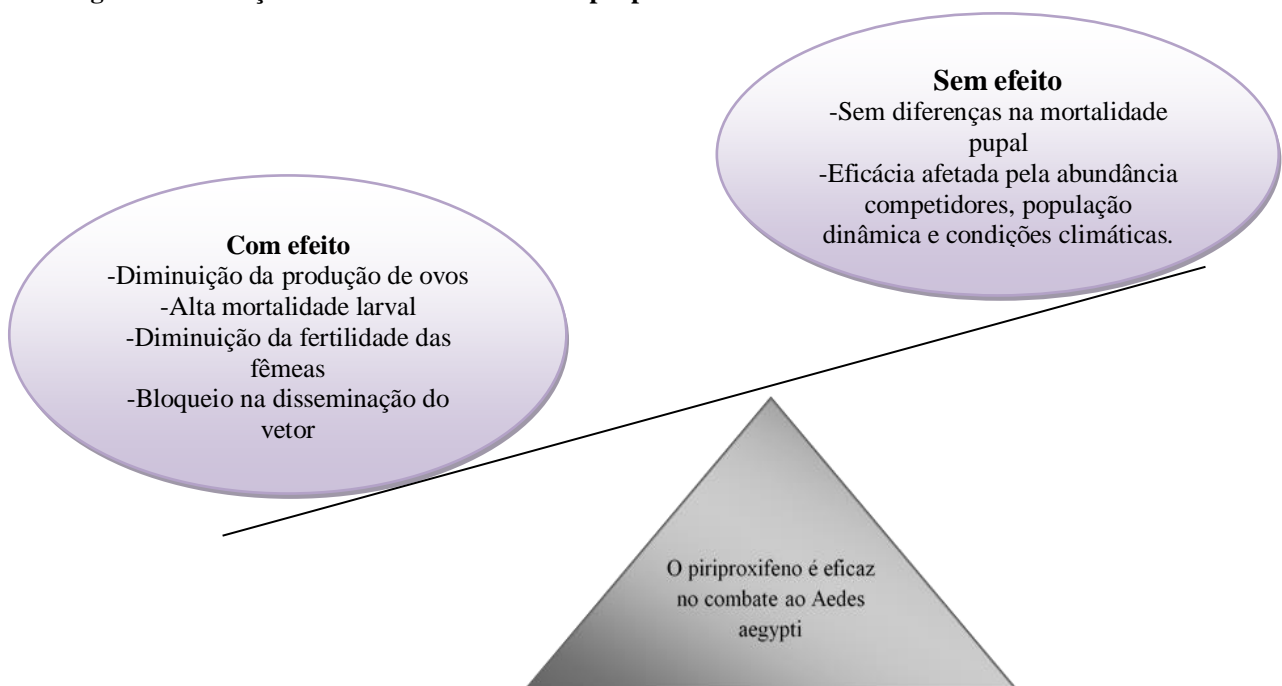 Com efeito
-Diminuição da produção de ovos
-Alta mortalidade larval
-Diminuição da fertilidade das
fêmeas
-Bloqueio na disseminação do
vetor
Sem efeito
-Sem diferenças na mortalidade
pupal
-Eficácia afetada pela abundância
competidores, população
dinâmica e condições climáticas.
O piriproxifeno é eficaz
no combate ao Aedes
aegypti